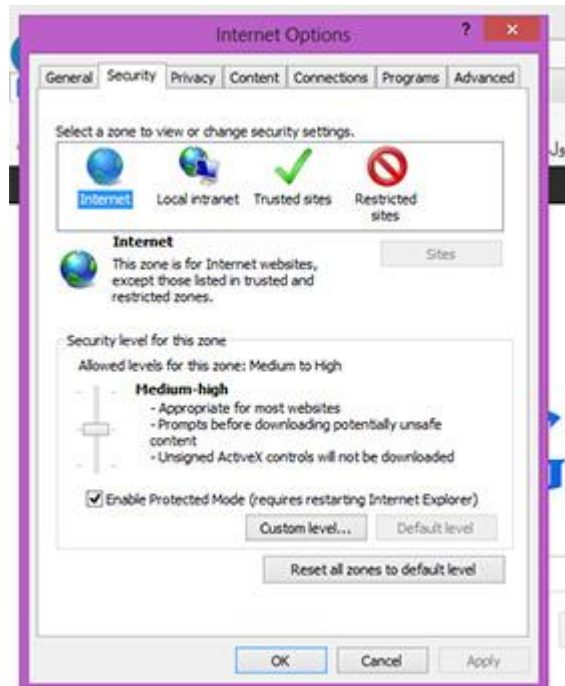 Internet Options
?
×
General Security Privacy Content Connections Programs Advanced
Select a zone to view or change security settings.
Internet Local intranet Trusted sites Restricted
sites
Internet
Sites
This zone is for Internet websites,
except those listed in trusted and
restricted zones.
Security level for this zone
Allowed levels for this zone: Medium to High
Medium-high
- Appropriate for most websites
- Prompts before downloading potentially unsafe
content
- Unsigned ActiveX controls will not be downloaded
Enable Protected Mode (requires restarting Internet Explorer)
Custom level... Default level
Reset all zones to default level
OK Cancel Apply